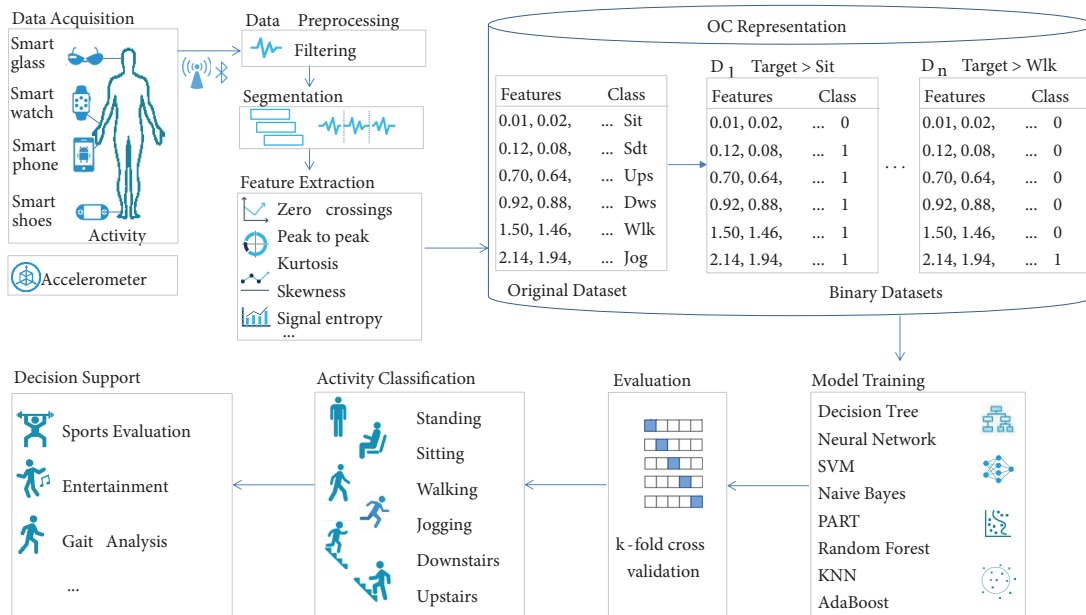 Data Acquisition
Smart
glass
Smart
watch
Smart
phone
Smart
shoes
Activity
Accelerometer
Data Preprocessing
Filtering
Segmentation
Feature Extraction
Zero crossings
Peak to peak
Kurtosis
Skewness
Signal entropy
...
OC Representation
Features Class
0.01, 0.02, ... Sit
0.12, 0.08, ... Sdt
0.70, 0.64, ... Ups
0.92, 0.88, ... Dws
1.50, 1.46, ... Wlk
2.14, 1.94, ... Jog
Original Dataset
D 1 Target > Sit
Features Class
0.01, 0.02, ... 0
0.12, 0.08, ... 1
0.70, 0.64, ... 1
0.92, 0.88, ... 1
1.50, 1.46, ... 1
2.14, 1.94, ... 1
...
D n Target > Wlk
Features Class
0.01, 0.02, ... 0
0.12, 0.08, ... 0
0.70, 0.64, ... 0
0.92, 0.88, ... 0
1.50, 1.46, ... 0
2.14, 1.94, ... 1
Binary Datasets
Decision Support
Sports Evaluation
Entertainment
Gait Analysis
...
Activity Classification
Standing
Sitting
Walking
Jogging
Downstairs
Upstairs
Evaluation
k-fold cross
validation
Model Training
Decision Tree
Neural Network
SVM
Naive Bayes
PART
Random Forest
KNN
AdaBoost